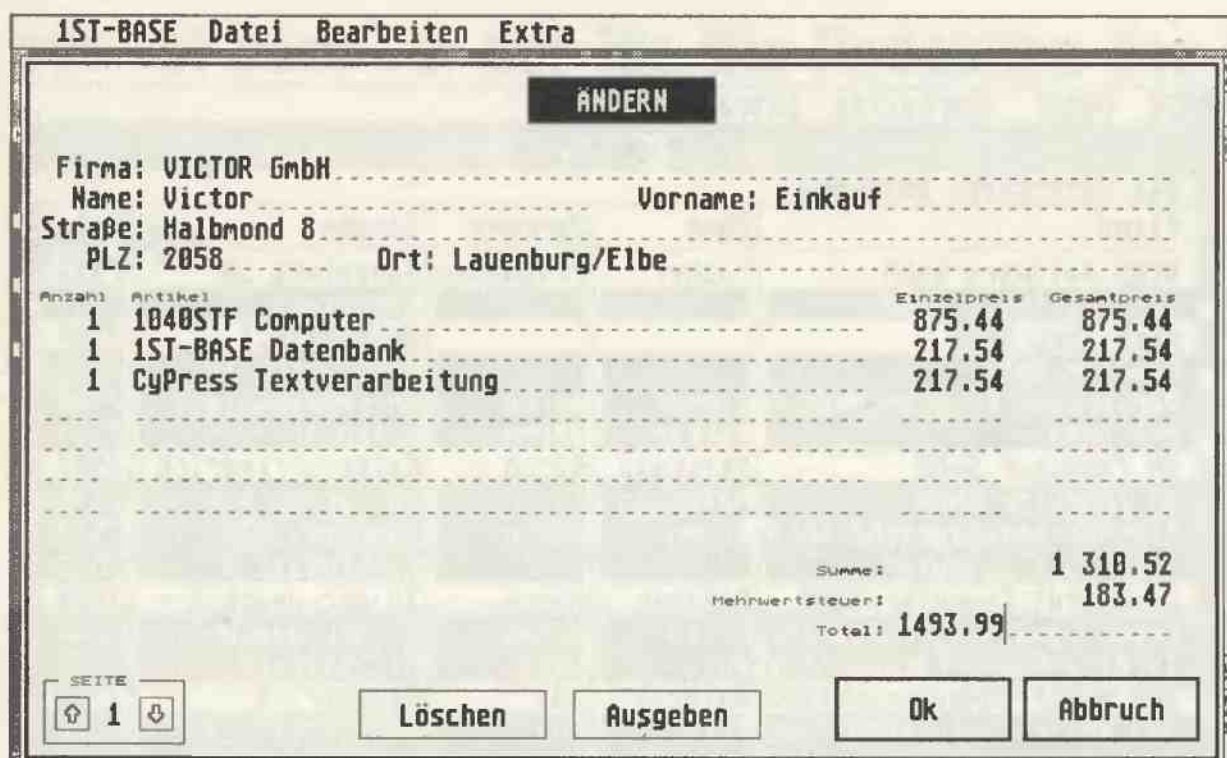 1ST-BASE Datei Bearbeiten Extra
ÄNDERN
Firma: VICTOR GmbH
Name: Victor Vorname: Einkauf
Straße: Halbmond 8
PLZ: 2058 Ort: Lauenburg/Elbe
Anzahl Artikel Einzelpreis Gesamtpreis
1 1040STF Computer 875.44 875.44
1 1ST-BASE Datenbank 217.54 217.54
1 CyPress Textverarbeitung 217.54 217.54
Summe: 1 310.52
Mehrwertsteuer: 183.47
Total: 1493.99
SEITE
1 Löschen Ausgeben Ok Abbruch